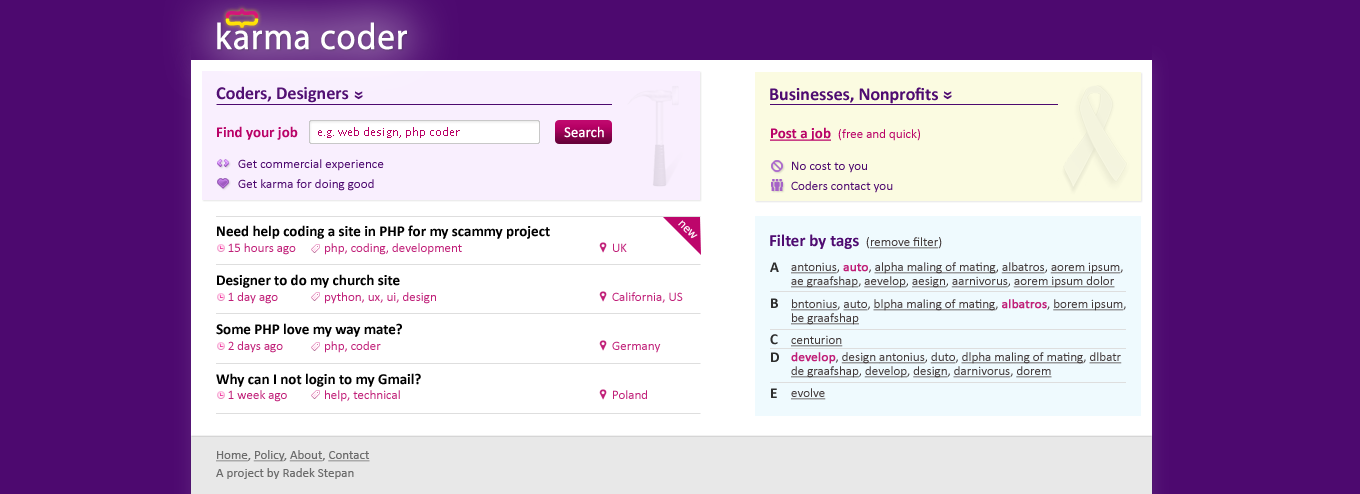 karma coder
Coders, Designers
Find your job
e.g. web design, php coder
Search
Get commercial experience
Get karma for doing good
Businesses, Nonprofits
Post a job (free and quick)
No cost to you
Coders contact you
Need help coding a site in PHP for my scammy project
new
15 hours ago
php, coding, development
UK
Designer to do my church site
1 day ago
python, ux, ui, design
California, US
Some PHP love my way mate?
2 days ago
php, coder
Germany
Why can I not login to my Gmail?
1 week ago
help, technical
Poland
Filter by tags (remove filter)
A antonius, auto, alpha maling of mating, albatros, aorem ipsum,
ae graafshap, aevelop, aesign, aarnivorus, aorem ipsum dolor
B bntonius, auto, blpha maling of mating, albatros, borem ipsum,
be graafshap
C centurion
D develop, design antonius, duto, dlpha maling of mating, dlbatr
de graafshap, develop, design, darnivorus, dorem
E evolve
Home, Policy, About, Contact
A project by Radek Stepan